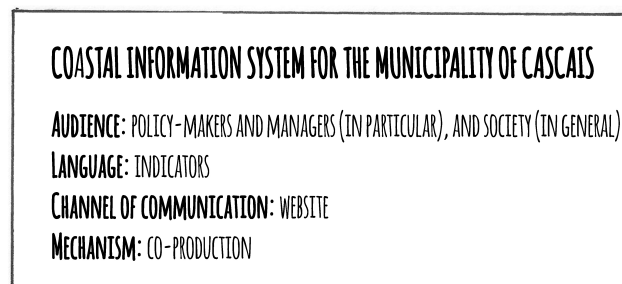 COASTAL INFORMATION SYSTEM FOR THE MUNICIPALITY OF CASCAIS
AUDIENCE: POLICY-MAKERS AND MANAGERS (IN PARTICULAR), AND SOCIETY (IN GENERAL)
LANGUAGE: INDICATORS
CHANNEL OF COMMUNICATION: WEBSITE
MECHANISM: CO-PRODUCTION